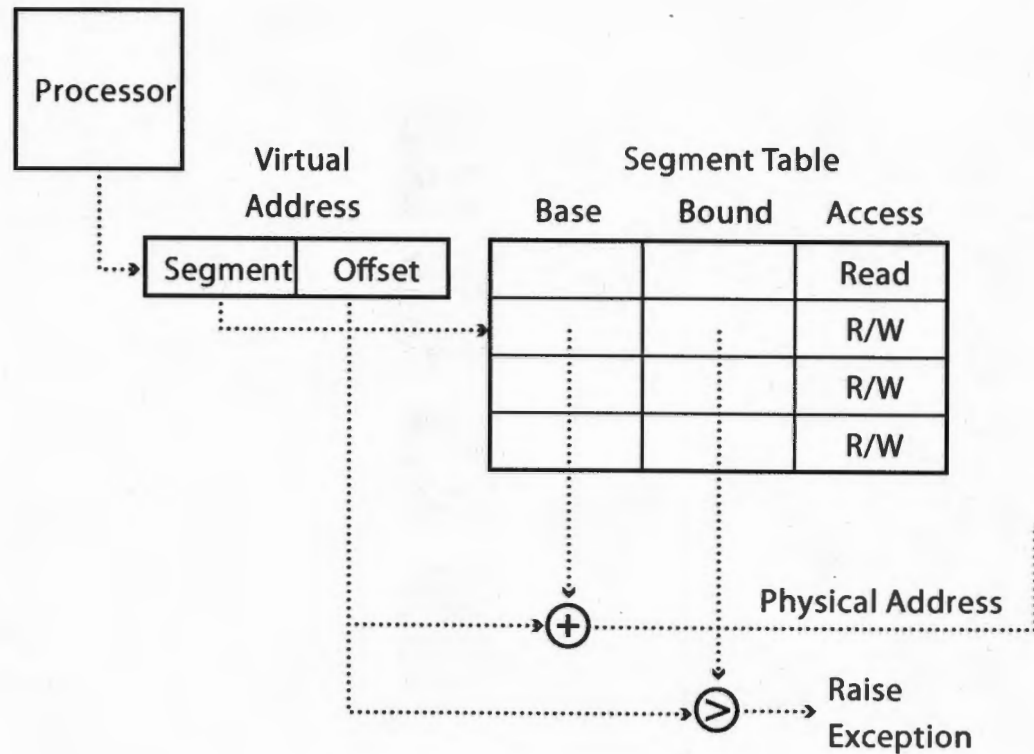 Processor
Virtual
Address
Segment Table
Base Bound Access
Segment Offset
Read
R/W
R/W
R/W
+
Physical Address
>
Raise
Exception